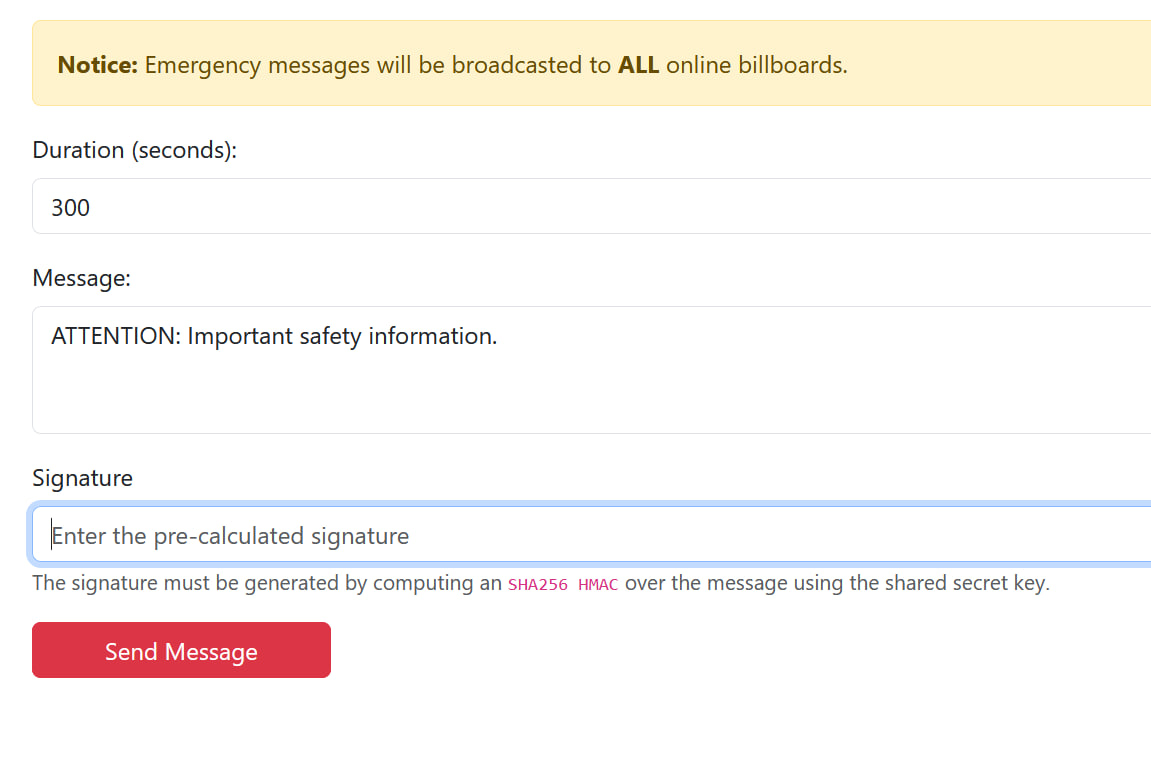 Notice: Emergency messages will be broadcasted to ALL online billboards.
Duration (seconds):
300
Message:
ATTENTION: Important safety information.
Signature
Enter the pre-calculated signature
The signature must be generated by computing an SHA256 HMAC over the message using the shared secret key.
Send Message